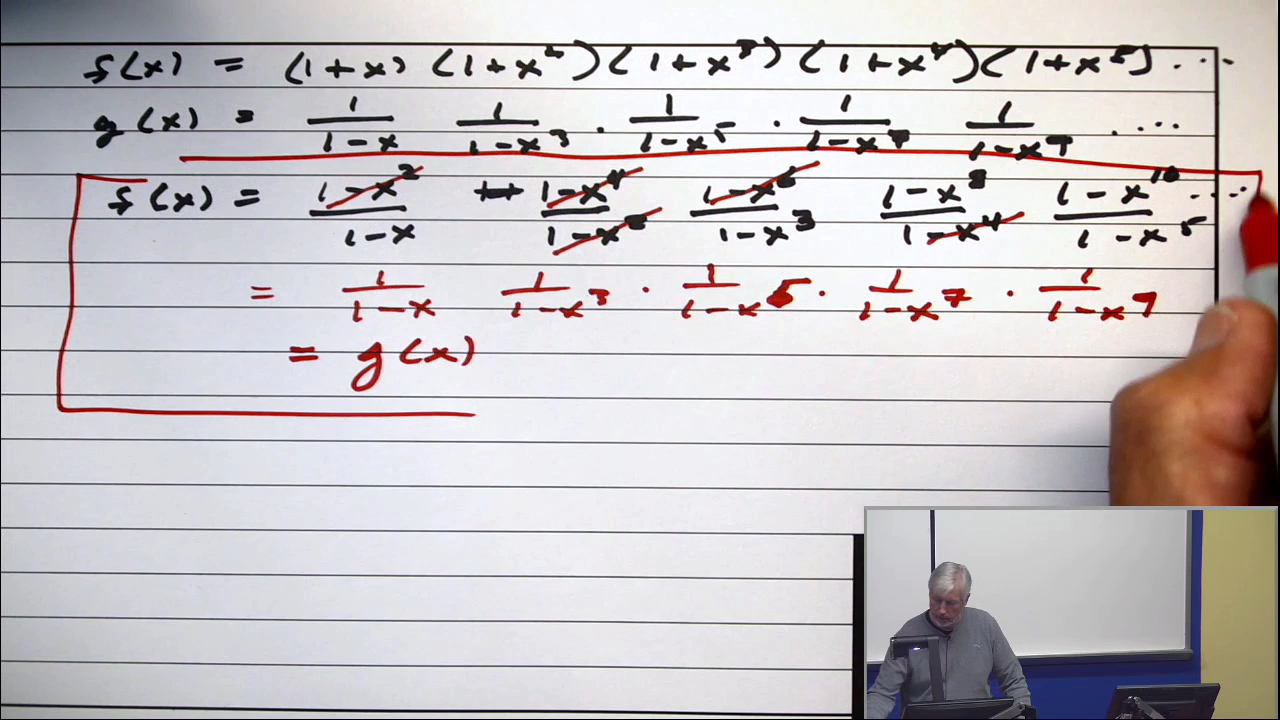 f(x) = (1+x) (1+x²)(1+x³)(1+x⁴)(1+x⁵) ...
g(x) = 1/(1-x) 1/(1-x³) · 1/(1-x⁵) · 1/(1-x⁷) 1/(1-x⁹) ....
f(x) = (1-x²)/(1-x) (1-x⁴)/(1-x²) (1-x⁶)/(1-x³) (1-x⁸)/(1-x⁴) (1-x¹⁰)/(1-x⁵) ....
= 1/(1-x) 1/(1-x³) · 1/(1-x⁵) · 1/(1-x⁷) · 1/(1-x⁹)
= g(x)